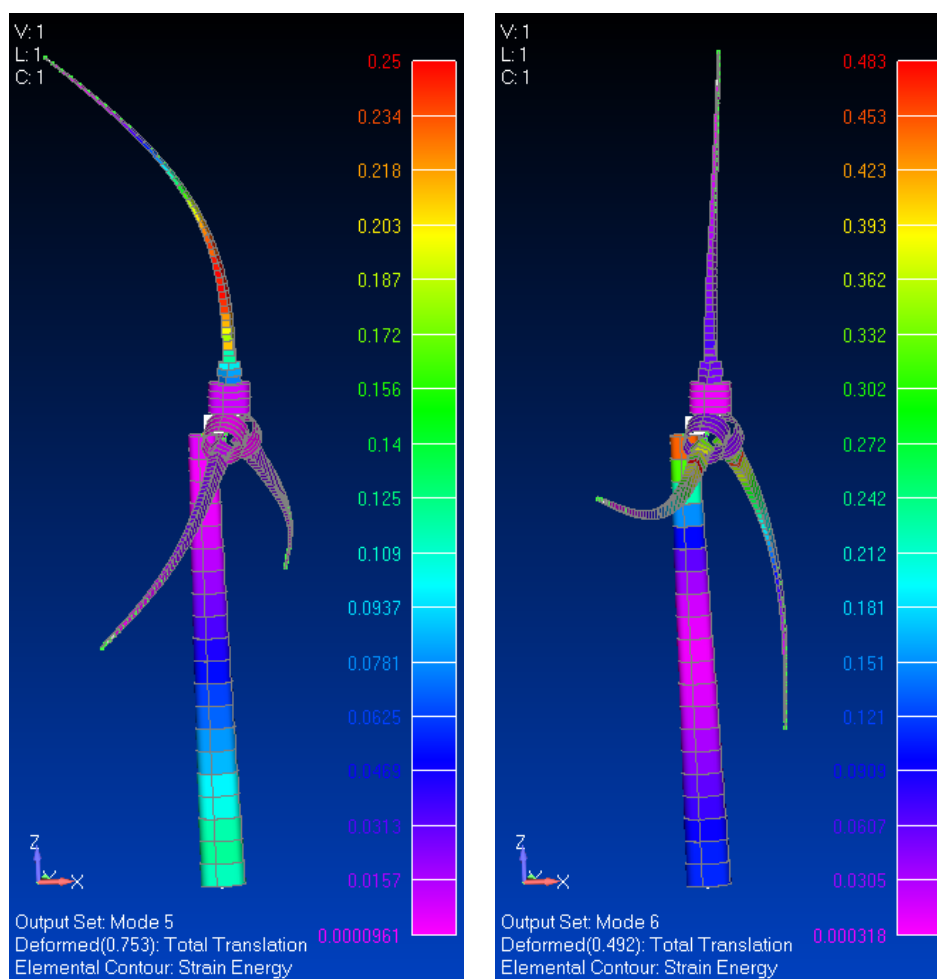 V: 1
L: 1
C: 1
0.25
0.234
0.218
0.203
0.187
0.172
0.156
0.14
0.125
0.109
0.0937
0.0781
0.0625
0.0469
0.0313
0.0157
0.0000961
Z
Y
X
Output Set: Mode 5
Deformed(0.753): Total Translation
Elemental Contour: Strain Energy
V: 1
L: 1
C: 1
0.483
0.453
0.423
0.393
0.362
0.332
0.302
0.272
0.242
0.212
0.181
0.151
0.121
0.0909
0.0607
0.0305
0.000318
Z
Y
X
Output Set: Mode 6
Deformed(0.492): Total Translation
Elemental Contour: Strain Energy